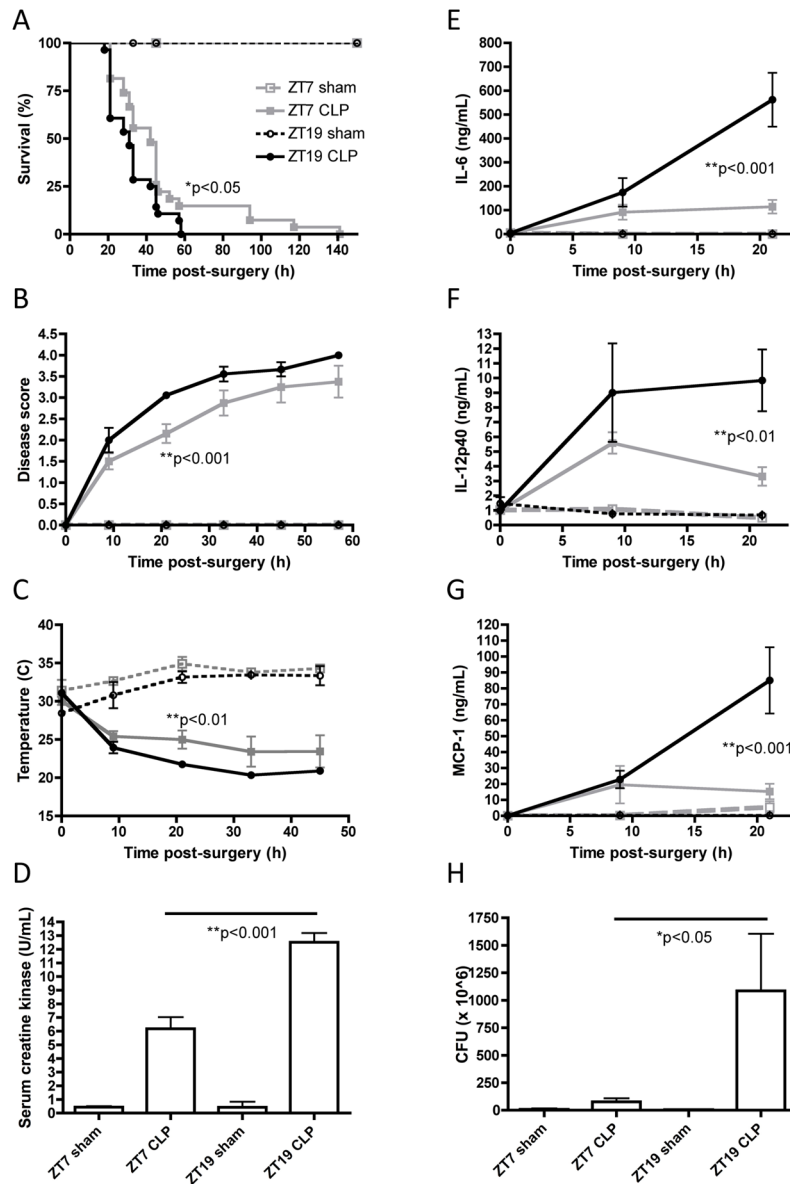 A
Survival (%)
100
75
50
25
0
0 20 40 60 80 100 120 140
Time post-surgery (h)
ZT7 sham
ZT7 CLP
ZT19 sham
ZT19 CLP
*p<0.05
B
Disease score
4.5
4.0
3.5
3.0
2.5
2.0
1.5
1.0
0.5
0.0
0 10 20 30 40 50 60
Time post-surgery (h)
**p<0.001
C
Temperature (C)
40
35
30
25
20
15
0 10 20 30 40 50
Time post-surgery (h)
**p<0.01
D
Serum creatine kinase (U/mL)
14
13
12
11
10
9
8
7
6
5
4
3
2
1
0
**p<0.001
ZT7 sham
ZT7 CLP
ZT19 sham
ZT19 CLP
E
IL-6 (ng/mL)
800
700
600
500
400
300
200
100
0
0 5 10 15 20
Time post-surgery (h)
**p<0.001
F
IL-12p40 (ng/mL)
13
12
11
10
9
8
7
6
5
4
3
2
1
0
0 5 10 15 20
Time post-surgery (h)
**p<0.01
G
MCP-1 (ng/mL)
120
110
100
90
80
70
60
50
40
30
20
10
0
0 5 10 15 20
Time post-surgery (h)
**p<0.001
H
CFU (x 10^6)
1750
1500
1250
1000
750
500
250
0
*p<0.05
ZT7 sham
ZT7 CLP
ZT19 sham
ZT19 CLP